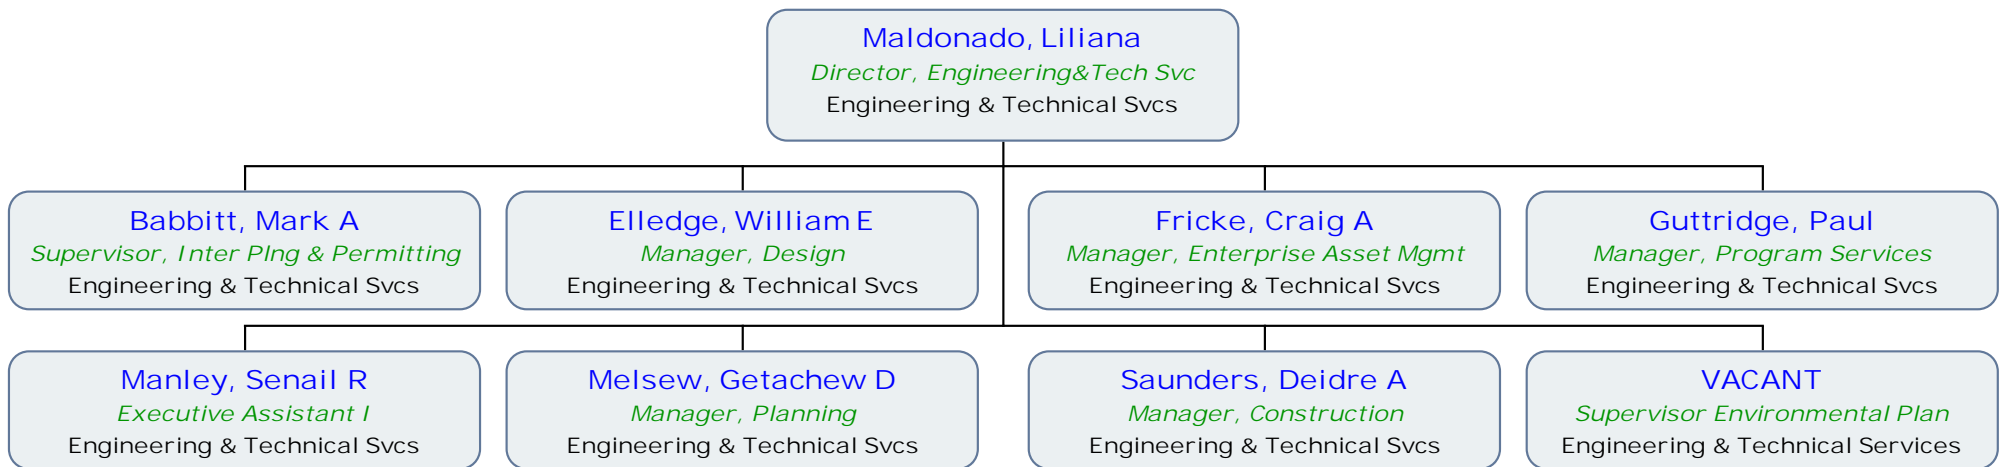 Maldonado, Liliana
Director, Engineering&Tech Svc
Engineering & Technical Svcs
Babbitt, Mark A
Supervisor, Inter Plng & Permitting
Engineering & Technical Svcs
Elledge, William E
Manager, Design
Engineering & Technical Svcs
Fricke, Craig A
Manager, Enterprise Asset Mgmt
Engineering & Technical Svcs
Guttridge, Paul
Manager, Program Services
Engineering & Technical Svcs
Manley, Senail R
Executive Assistant I
Engineering & Technical Svcs
Melsew, Getachew D
Manager, Planning
Engineering & Technical Svcs
Saunders, Deidre A
Manager, Construction
Engineering & Technical Svcs
VACANT
Supervisor Environmental Plan
Engineering & Technical Services